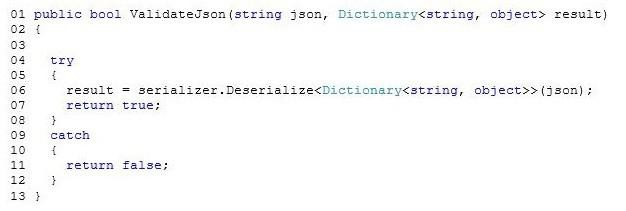 01 public bool ValidateJson(string json, Dictionary<string, object> result)
02 {
03
04   try
05   {
06     result = serializer.Deserialize<Dictionary<string, object>>(json);
07     return true;
08   }
09   catch
10   {
11     return false;
12   }
13 }